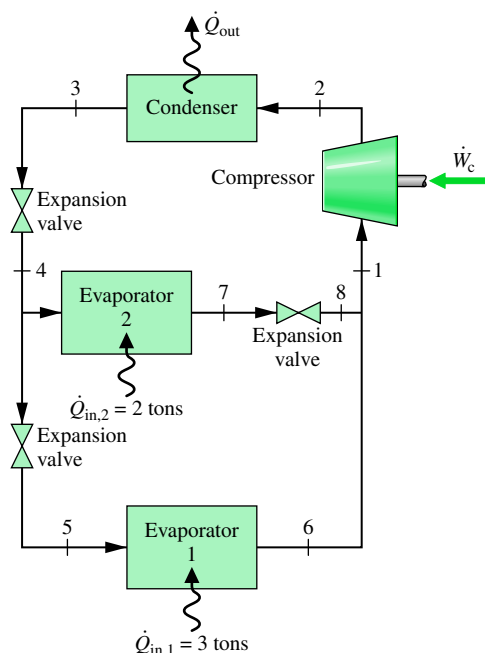 Q̇out
3
2
Condenser
Compressor
Ẇc
Expansion
valve
4
1
Evaporator
2
7
8
Expansion
valve
Q̇in,2 = 2 tons
Expansion
valve
5
Evaporator
1
6
Q̇in,1 = 3 tons